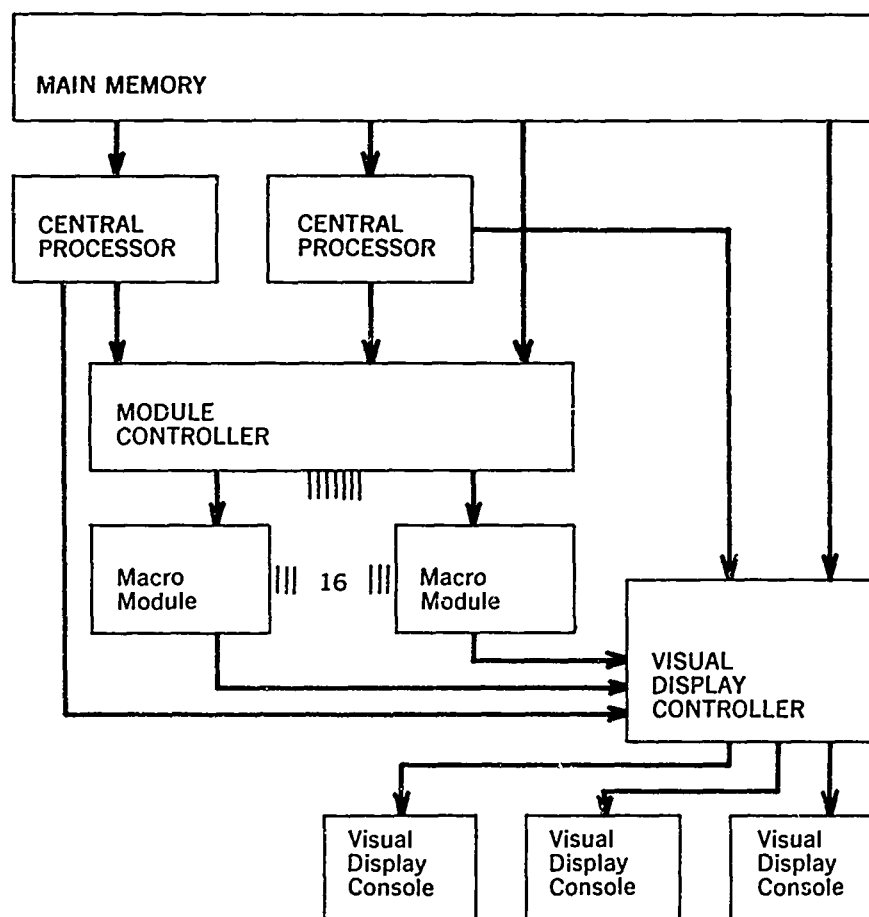 MAIN MEMORY
CENTRAL
PROCESSOR
CENTRAL
PROCESSOR
MODULE
CONTROLLER
Macro
Module
16
Macro
Module
VISUAL
DISPLAY
CONTROLLER
Visual
Display
Console
Visual
Display
Console
Visual
Display
Console